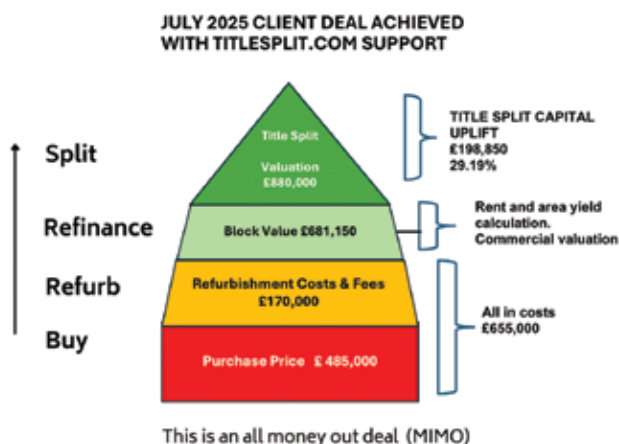 JULY 2025 CLIENT DEAL ACHIEVED
WITH TITLESPLIT.COM SUPPORT
Split
Title Split
Valuation
£880,000
TITLE SPLIT CAPITAL
UPLIFT
£198,850
29.19%
Refinance
Block Value £681,150
Rent and area yield
calculation.
Commercial valuation
Refurb
Refurbishment Costs & Fees
£170,000
All in costs
£655,000
Buy
Purchase Price £ 485,000
This is an all money out deal (MIMO)